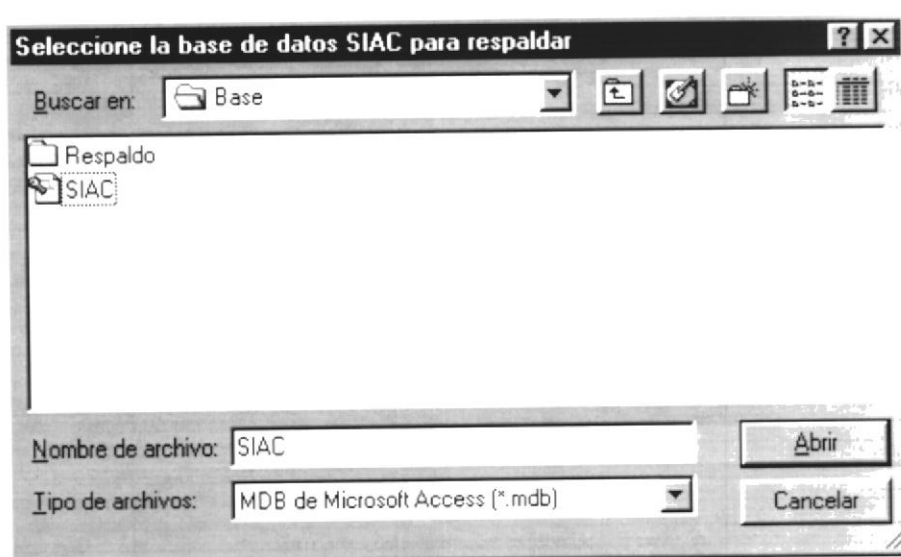 Seleccione la base de datos SIAC para respaldar
Buscar en: Base
Respaldo
SIAC
Nombre de archivo: SIAC Abrir
Tipo de archivos: MDB de Microsoft Access (*.mdb) Cancelar